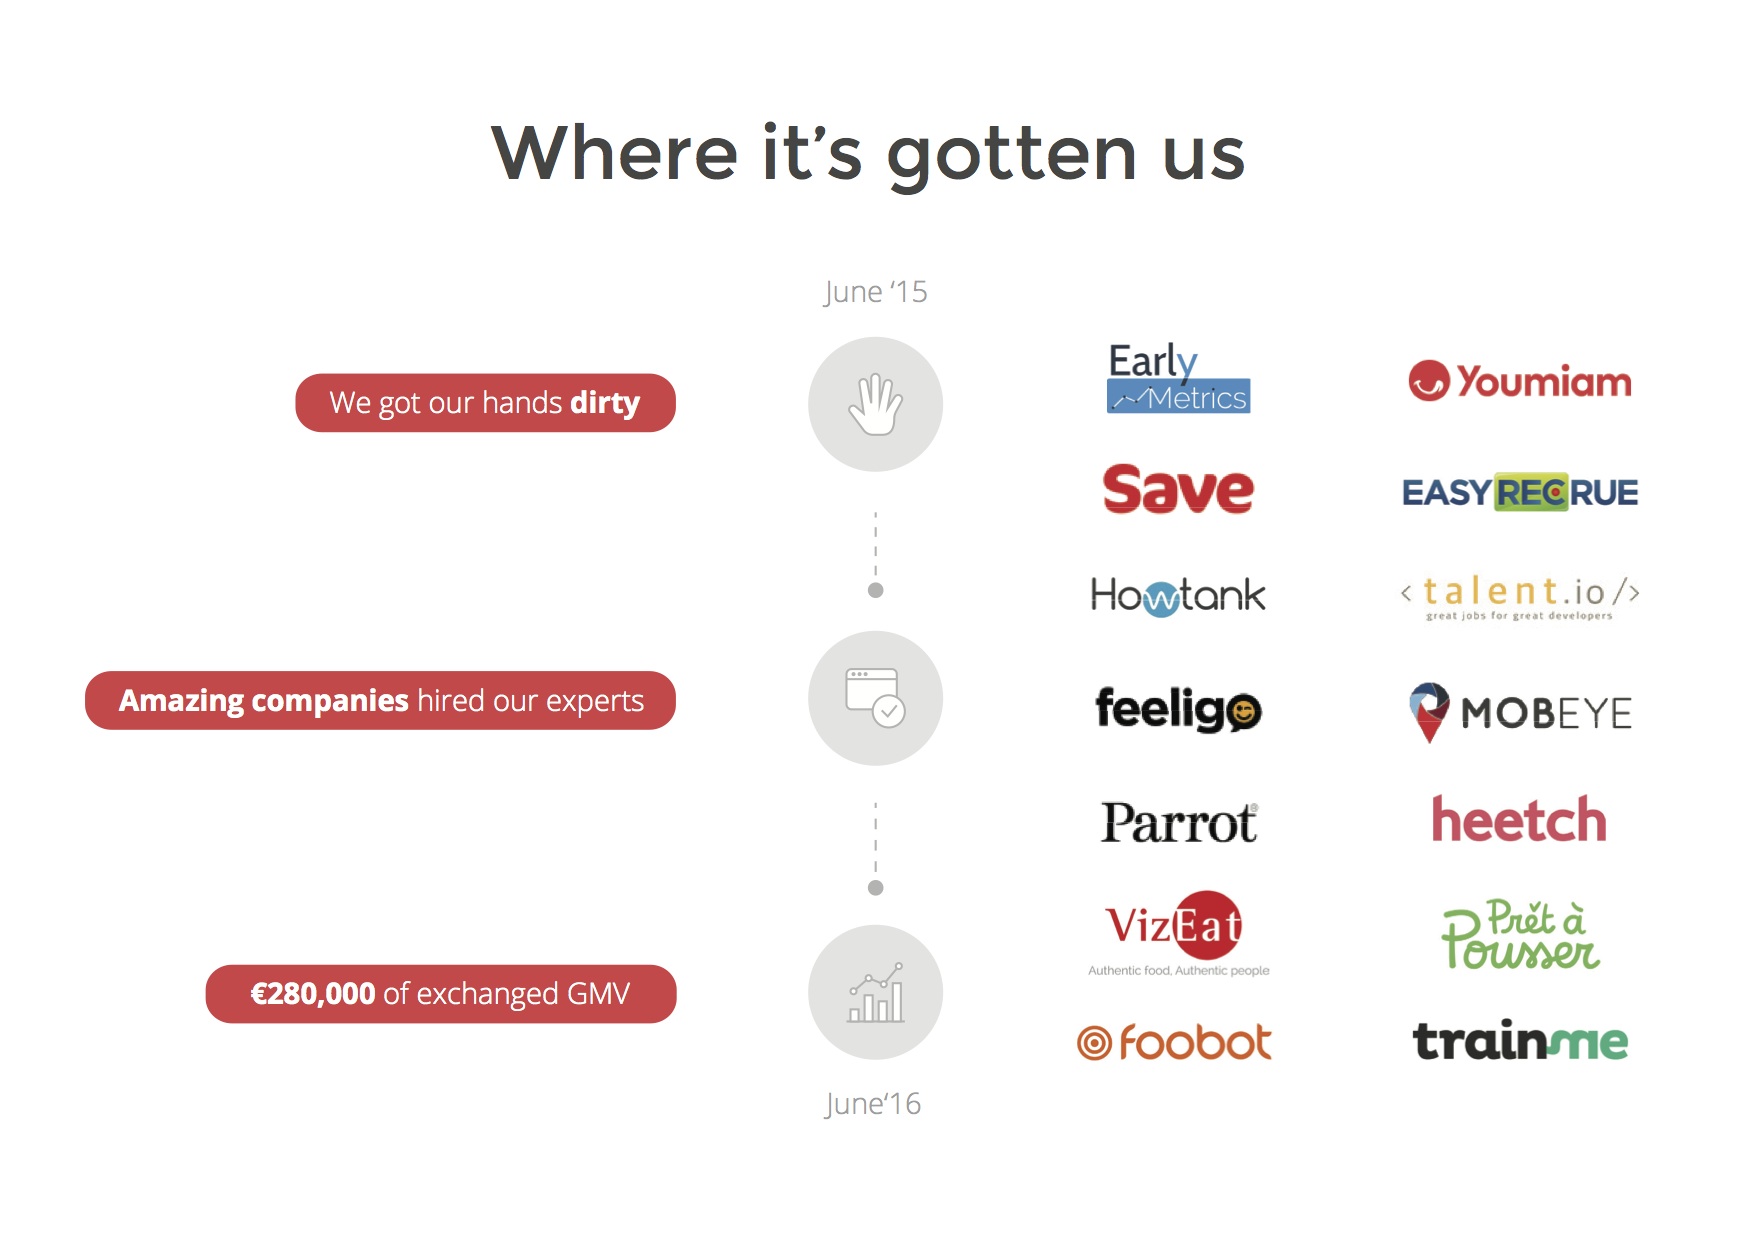 Where it's gotten us
June ‘15
We got our hands dirty
Amazing companies hired our experts
€280,000 of exchanged GMV
June‘16
Early
Metrics
Youmiam
Save
EASYRECRUE
Howtank
<talent.io/>
great jobs for great developers
feeligo
MOBEYE
Parrot®
heetch
VizEat
Authentic food, Authentic people
Prêt à
Pousser
foobot
trainme